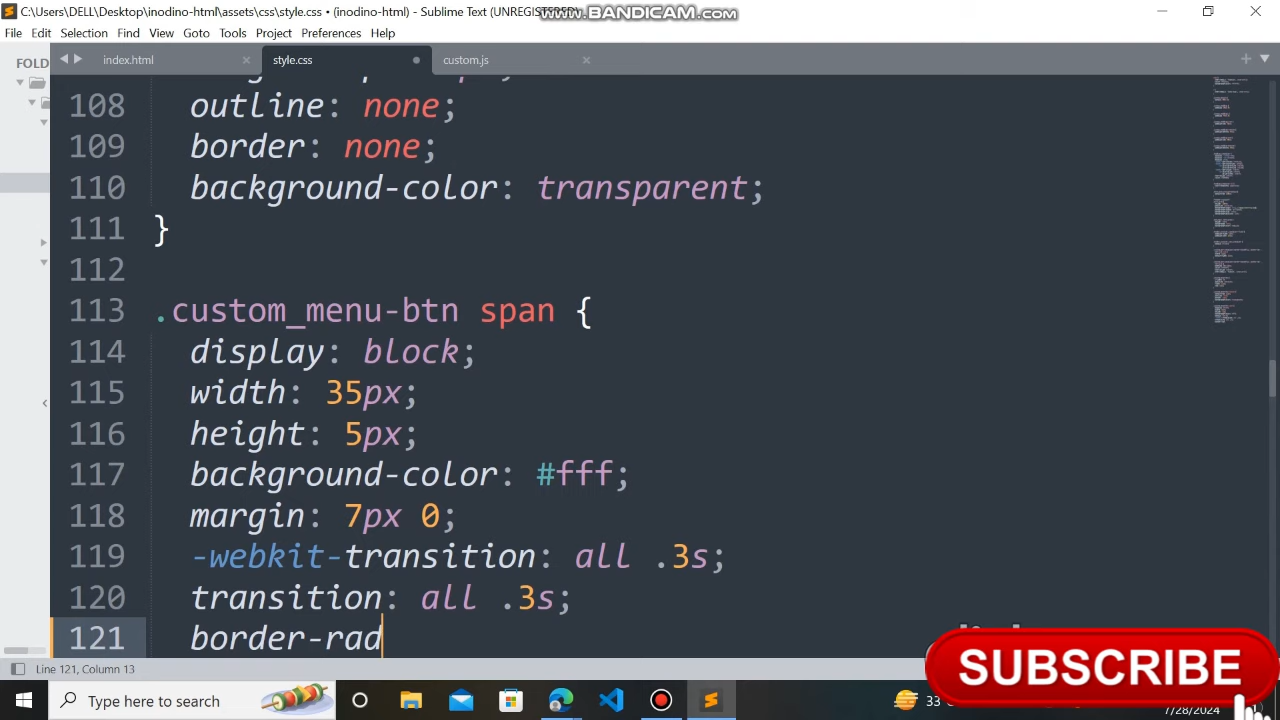 C:\Users\DELL\Desktop\inodino-html\assets\css\style.css • (inodino-html) - Sublime Text (UNREGISTERED)
WWW.BANDICAM.COM
File Edit Selection Find View Goto Tools Project Preferences Help
FOLD
index.html
style.css
custom.js
108 outline: none;
109 border: none;
110 background-color: transparent;
111 }
112
113 .custom_menu-btn span {
114 display: block;
115 width: 35px;
116 height: 5px;
117 background-color: #fff;
118 margin: 7px 0;
119 -webkit-transition: all .3s;
120 transition: all .3s;
121 border-rad
SUBSCRIBE
Line 121, Column 13
Type here to search
33
7/28/2024